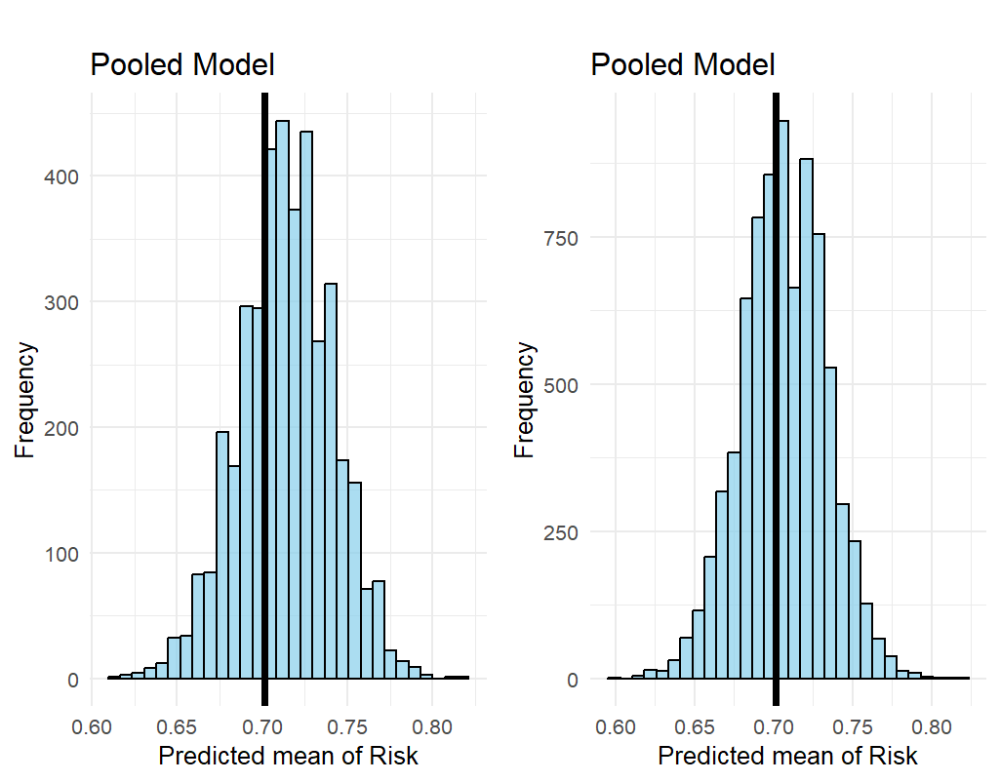 Pooled Model
Frequency
400
300
200
100
0
0.60 0.65 0.70 0.75 0.80
Predicted mean of Risk
Pooled Model
Frequency
750
500
250
0
0.60 0.65 0.70 0.75 0.80
Predicted mean of Risk